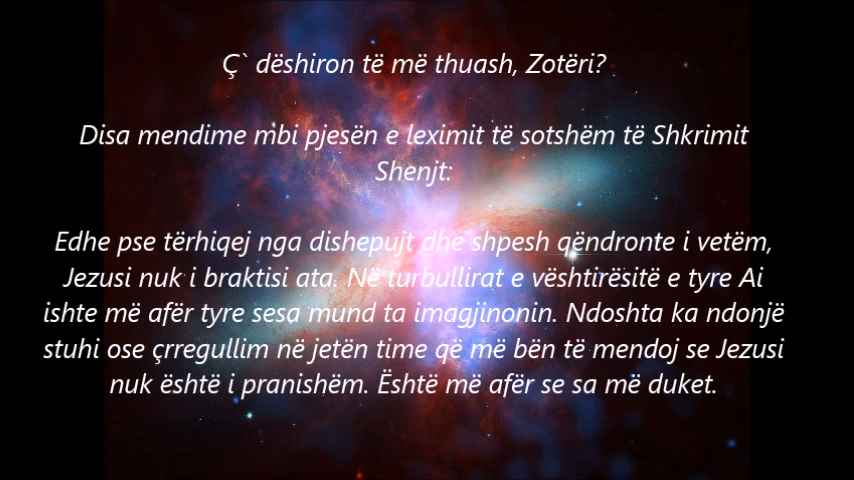 Ç` dëshiron të më thuash, Zotëri?
Disa mendime mbi pjesën e leximit të sotshëm të Shkrimit
Shenjt:
Edhe pse tërhiqej nga dishepujt dhe shpesh qëndronte i vetëm,
Jezusi nuk i braktisi ata. Në turbullirat e vështirësitë e tyre Ai
ishte më afër tyre sesa mund ta imagjinonin. Ndoshta ka ndonjë
stuhi ose çrregullim në jetën time që më bën të mendoj se Jezusi
nuk është i pranishëm. Është më afër se sa më duket.